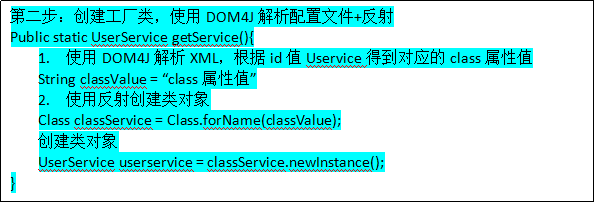 第二步：创建工厂类，使用 DOM4J 解析配置文件+反射
Public static UserService getService(){
1. 使用 DOM4J 解析 XML，根据 id 值 Uservice 得到对应的 class 属性值
String classValue = “class 属性值”
2. 使用反射创建类对象
Class classService = Class.forName(classValue);
创建类对象
UserService userservice = classService.newInstance();
}